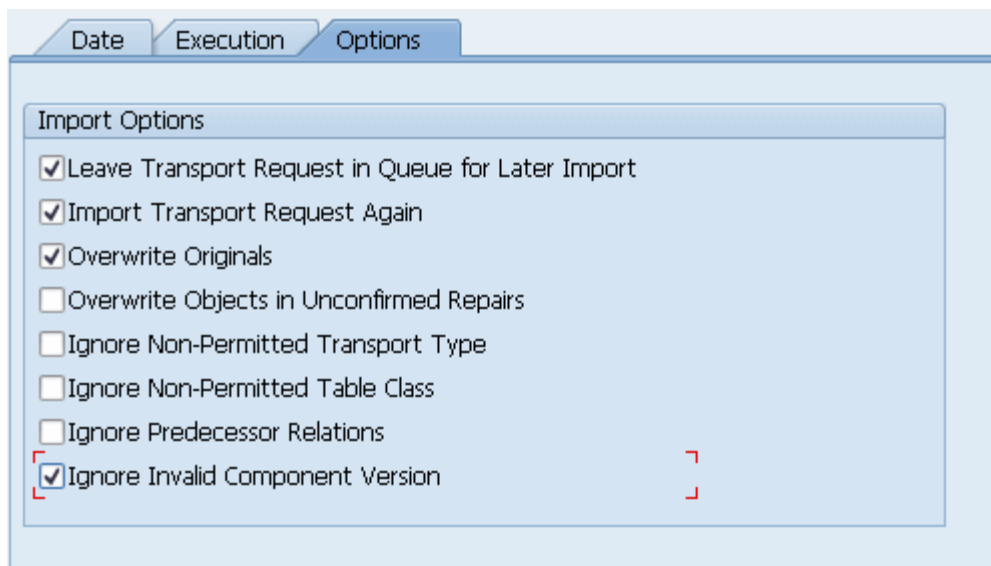 Date Execution Options
Import Options
Leave Transport Request in Queue for Later Import
Import Transport Request Again
Overwrite Originals
Overwrite Objects in Unconfirmed Repairs
Ignore Non-Permitted Transport Type
Ignore Non-Permitted Table Class
Ignore Predecessor Relations
Ignore Invalid Component Version